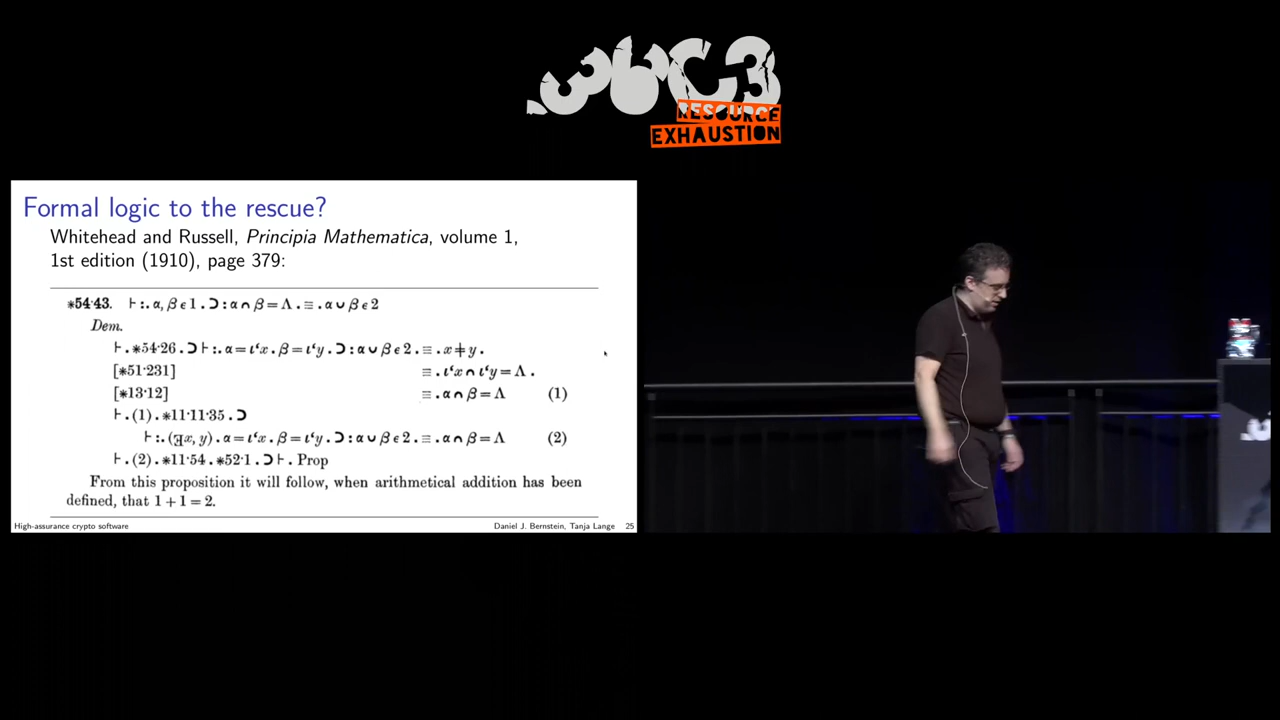 36C3
RESOURCE
EXHAUSTION
Formal logic to the rescue?
Whitehead and Russell, Principia Mathematica, volume 1,
1st edition (1910), page 379:
∗54·43. ⊢ :. α, β ϵ 1 . ⊃ : α ∩ β = Λ . ≡ . α ∪ β ϵ 2
Dem.
⊢ . ∗54·26 . ⊃ ⊢ :. α = ι‘x . β = ι‘y . ⊃ : α ∪ β ϵ 2 . ≡ . x ≠ y .
[∗51·231] ≡ . ι‘x ∩ ι‘y = Λ .
[∗13·12] ≡ . α ∩ β = Λ (1)
⊢ . (1) . ∗11·11·35 . ⊃
⊢ :. (∃x, y) . α = ι‘x . β = ι‘y . ⊃ : α ∪ β ϵ 2 . ≡ . α ∩ β = Λ (2)
⊢ . (2) . ∗11·54 . ∗52·1 . ⊃ ⊢ . Prop
From this proposition it will follow, when arithmetical addition has been
defined, that 1 + 1 = 2.
High-assurance crypto software Daniel J. Bernstein, Tanja Lange 25